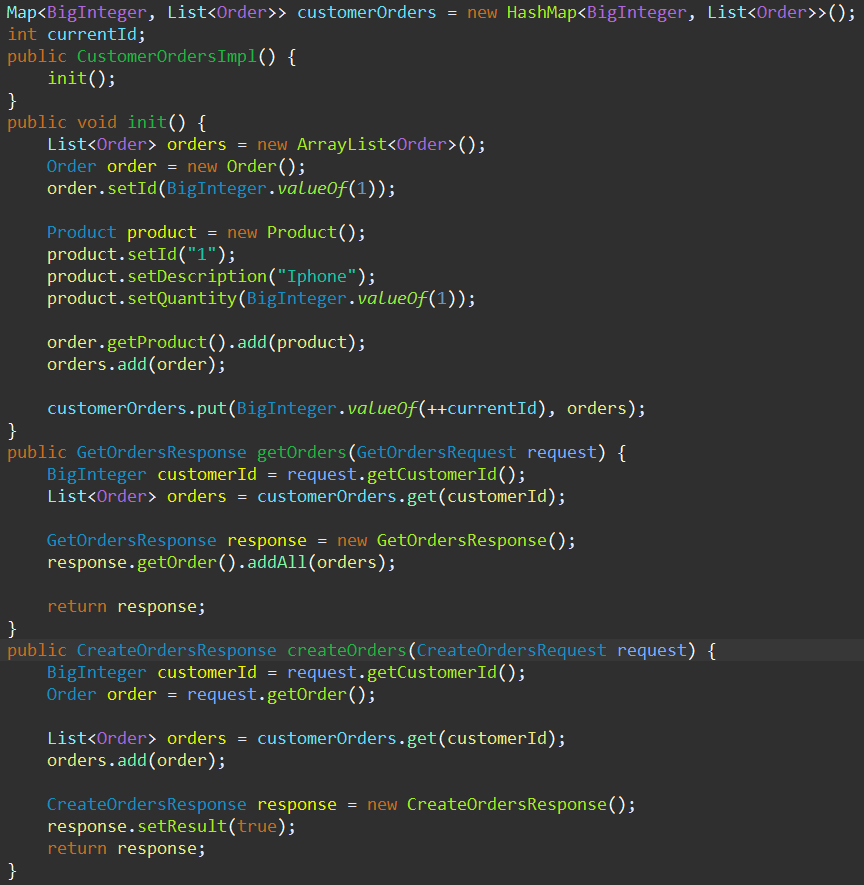 Map<BigInteger, List<Order>> customerOrders = new HashMap<BigInteger, List<Order>>();
int currentId;
public CustomerOrdersImpl() {
    init();
}
public void init() {
    List<Order> orders = new ArrayList<Order>();
    Order order = new Order();
    order.setId(BigInteger.valueOf(1));

    Product product = new Product();
    product.setId("1");
    product.setDescription("Iphone");
    product.setQuantity(BigInteger.valueOf(1));

    order.getProduct().add(product);
    orders.add(order);

    customerOrders.put(BigInteger.valueOf(++currentId), orders);
}
public GetOrdersResponse getOrders(GetOrdersRequest request) {
    BigInteger customerId = request.getCustomerId();
    List<Order> orders = customerOrders.get(customerId);

    GetOrdersResponse response = new GetOrdersResponse();
    response.getOrder().addAll(orders);

    return response;
}
public CreateOrdersResponse createOrders(CreateOrdersRequest request) {
    BigInteger customerId = request.getCustomerId();
    Order order = request.getOrder();

    List<Order> orders = customerOrders.get(customerId);
    orders.add(order);

    CreateOrdersResponse response = new CreateOrdersResponse();
    response.setResult(true);
    return response;
}